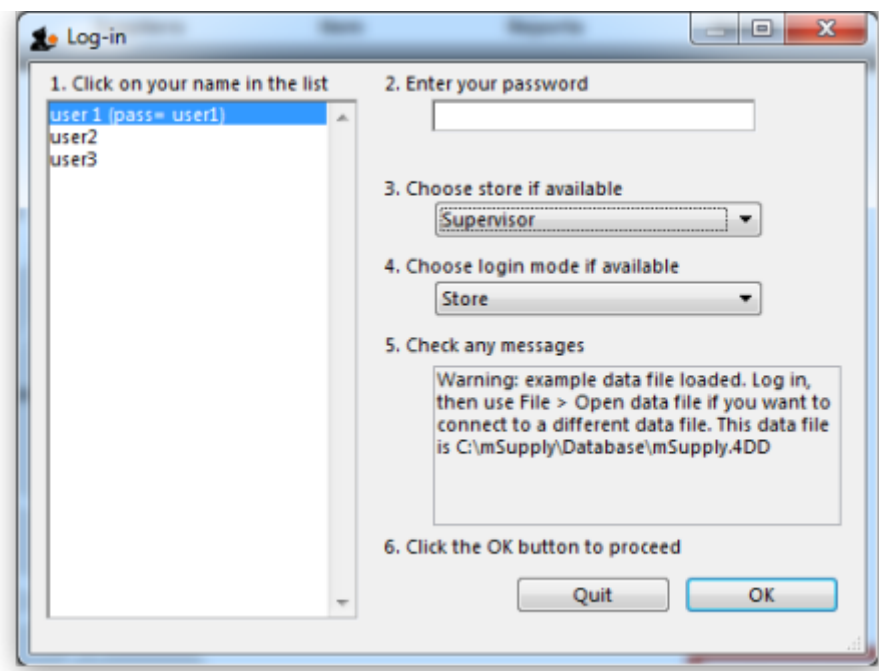 Log-in
1. Click on your name in the list
user 1 (pass= user1)
user2
user3
2. Enter your password
3. Choose store if available
Supervisor
4. Choose login mode if available
Store
5. Check any messages
Warning: example data file loaded. Log in,
then use File > Open data file if you want to
connect to a different data file. This data file
is C:\mSupply\Database\mSupply.4DD
6. Click the OK button to proceed
Quit
OK